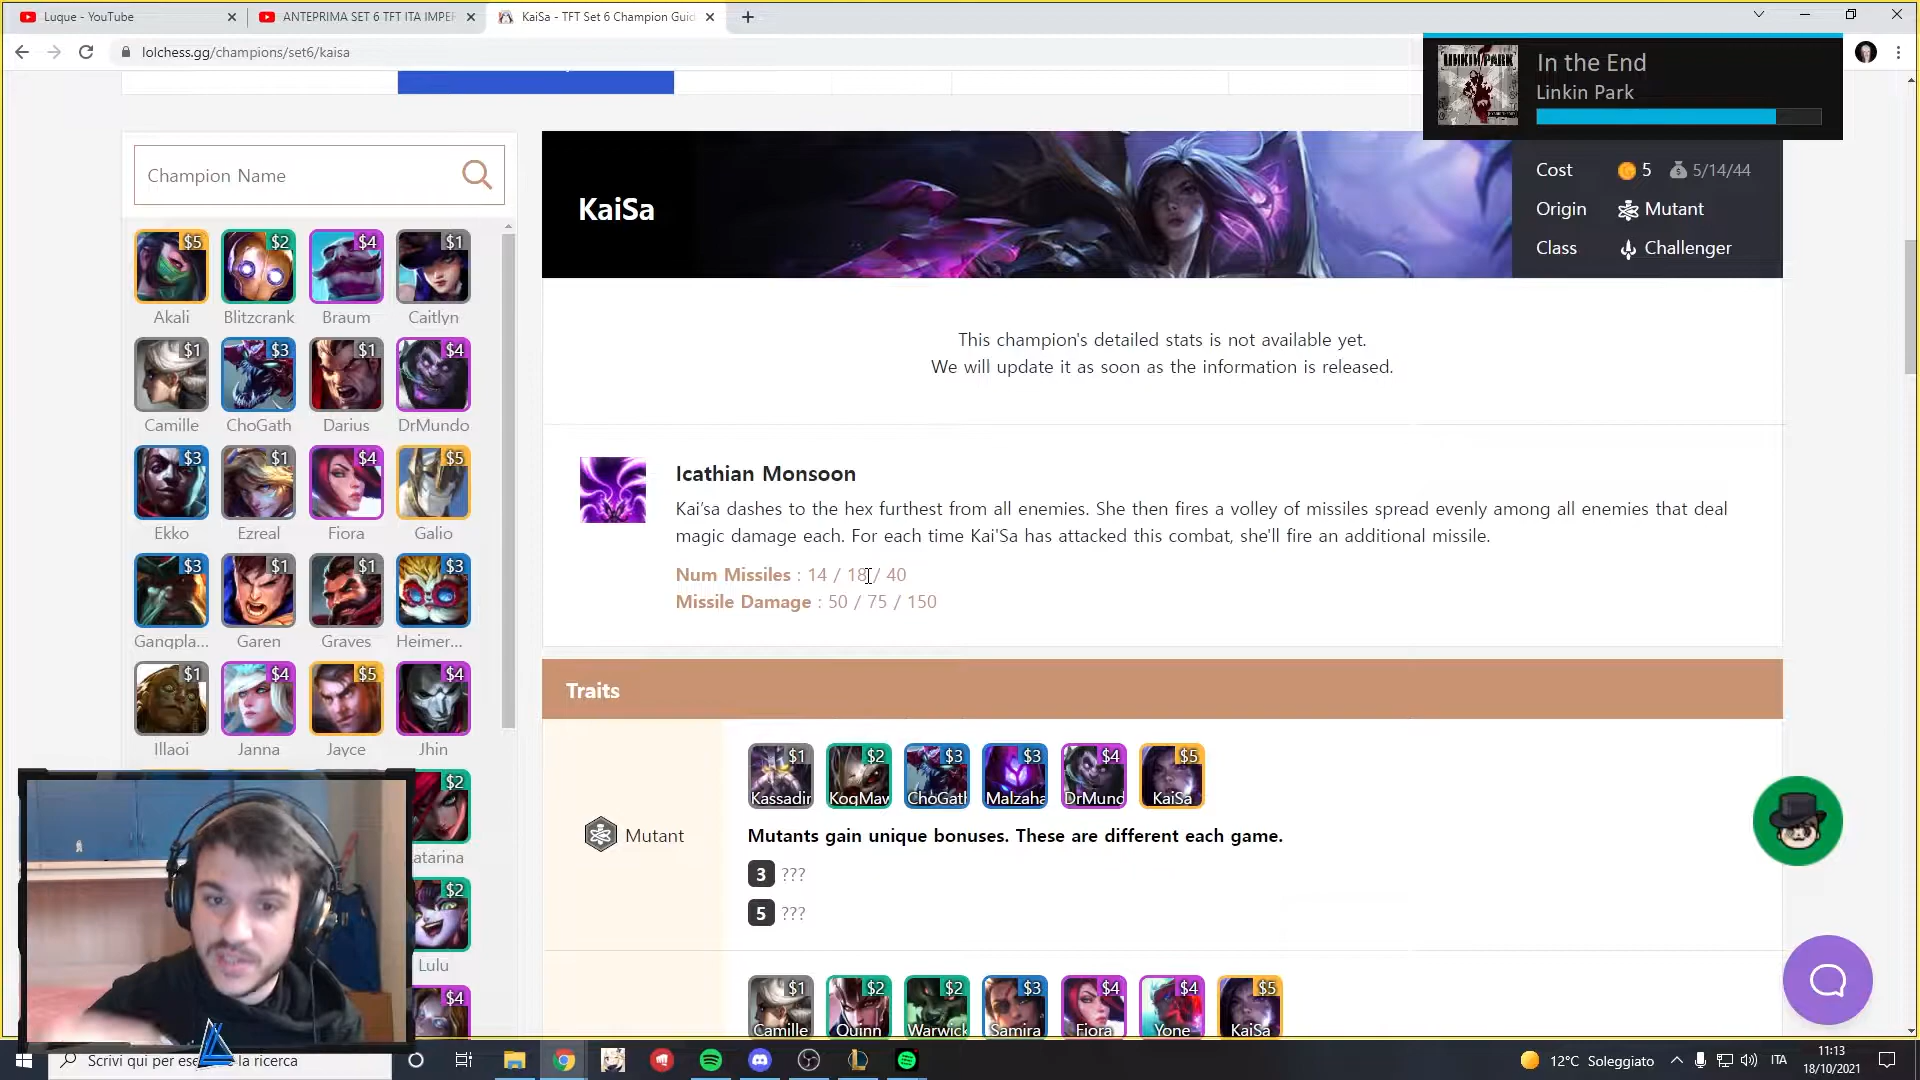 Luque - YouTube
ANTEPRIMA SET 6 TFT ITA IMPER
KaiSa - TFT Set 6 Champion Guid
lolchess.gg/champions/set6/kaisa
LINKIN PARK
In the End
Linkin Park
Champion Name
KaiSa
Cost 5 5/14/44
Origin Mutant
Class Challenger
$5 $2 $4 $1
Akali Blitzcrank Braum Caitlyn
$1 $3 $1 $4
Camille ChoGath Darius DrMundo
$3 $1 $4 $5
Ekko Ezreal Fiora Galio
$3 $1 $1 $3
Gangpla... Garen Graves Heimer...
$1 $4 $5 $4
Illaoi Janna Jayce Jhin
$2
atarina
$2
Lulu
$4
This champion's detailed stats is not available yet.
We will update it as soon as the information is released.
Icathian Monsoon
Kai'sa dashes to the hex furthest from all enemies. She then fires a volley of missiles spread evenly among all enemies that deal
magic damage each. For each time Kai'Sa has attacked this combat, she'll fire an additional missile.
Num Missiles : 14 / 18 / 40
Missile Damage : 50 / 75 / 150
Traits
$1 $2 $3 $3 $4 $5
Kassadin KogMaw ChoGath Malzaha DrMund KaiSa
Mutant
Mutants gain unique bonuses. These are different each game.
3 ???
5 ???
$1 $2 $2 $3 $4 $4 $5
Camille Quinn Warwick Samira Fiora Yone KaiSa
Scrivi qui per ese e la ricerca
12°C Soleggiato
ITA
11:13
18/10/2021